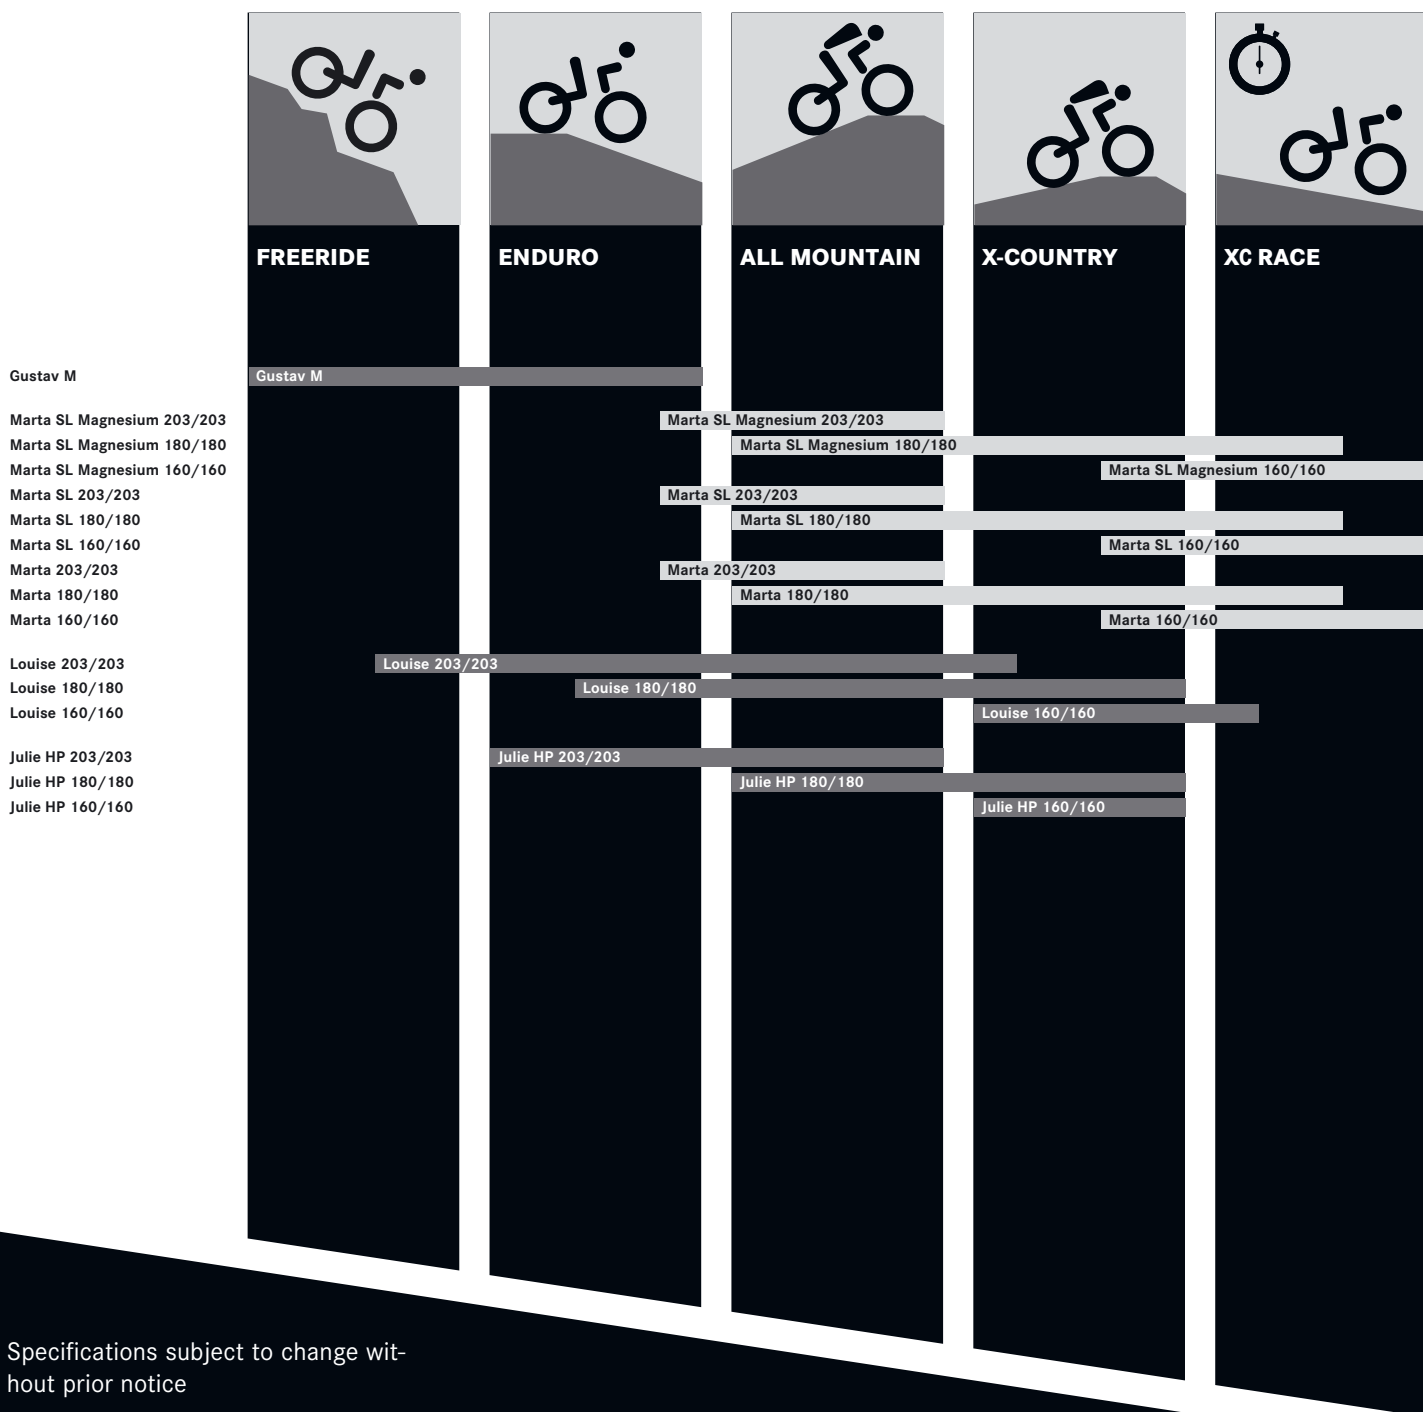 FREERIDE
ENDURO
ALL MOUNTAIN
X-COUNTRY
XC RACE
Gustav M
Gustav M
Marta SL Magnesium 203/203
Marta SL Magnesium 203/203
Marta SL Magnesium 180/180
Marta SL Magnesium 180/180
Marta SL Magnesium 160/160
Marta SL Magnesium 160/160
Marta SL 203/203
Marta SL 203/203
Marta SL 180/180
Marta SL 180/180
Marta SL 160/160
Marta SL 160/160
Marta 203/203
Marta 203/203
Marta 180/180
Marta 180/180
Marta 160/160
Marta 160/160
Louise 203/203
Louise 203/203
Louise 180/180
Louise 180/180
Louise 160/160
Louise 160/160
Julie HP 203/203
Julie HP 203/203
Julie HP 180/180
Julie HP 180/180
Julie HP 160/160
Julie HP 160/160
Specifications subject to change wit-
hout prior notice